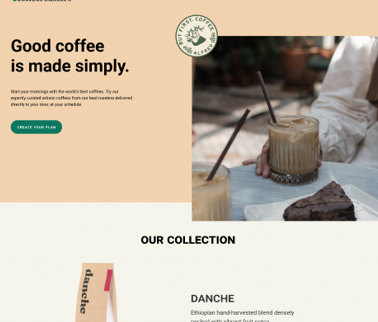 Good coffee
is made simply.
Start your mornings with the world's best coffees. Try our
expertly curated artisan coffees from our best roasters delivered
directly to your door, at your schedule.
CREATE YOUR PLAN
BUT FIRST, COFFEE
OUR COLLECTION
danche
DANCHE
Ethiopian hand-harvested blend densely
packed with vibrant fruit notes